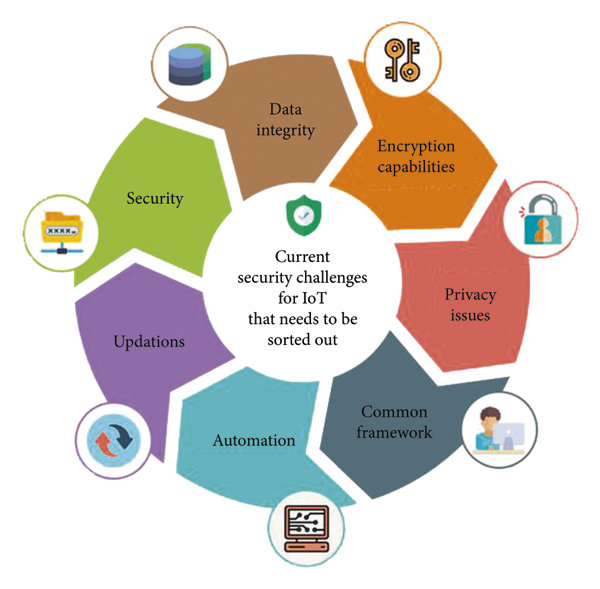 Data
integrity
Encryption
capabilities
Privacy
issues
Common
framework
Automation
Updations
Security
xxxx_
Current
security challenges
for IoT
that needs to be
sorted out